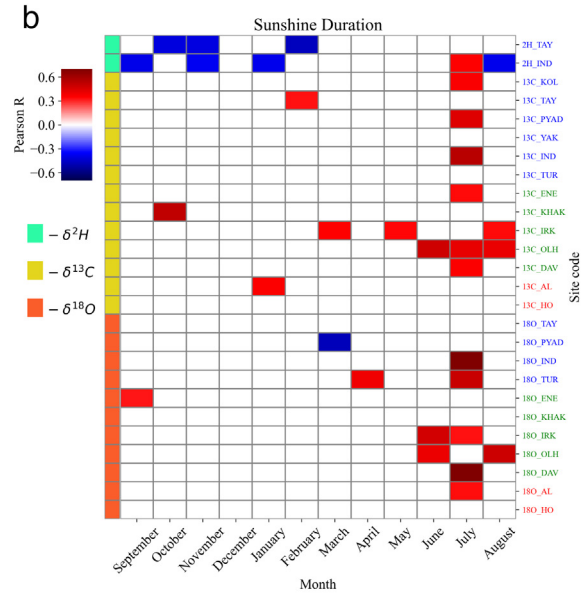 b
Sunshine Duration
Pearson R
0.6
0.3
0.0
−0.3
−0.6
– δ²H
– δ¹³C
– δ¹⁸O
2H_TAY
2H_IND
13C_KOL
13C_TAY
13C_PYAD
13C_YAK
13C_IND
13C_TUR
13C_ENE
13C_KHAK
13C_IRK
13C_OLH
13C_DAV
13C_AL
13C_HO
18O_TAY
18O_PYAD
18O_IND
18O_TUR
18O_ENE
18O_KHAK
18O_IRK
18O_OLH
18O_DAV
18O_AL
18O_HO
Site code
September
October
November
December
January
February
March
April
May
June
July
August
Month